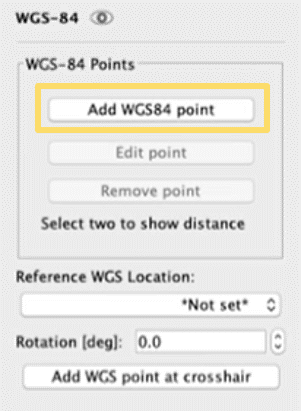 WGS-84
WGS-84 Points
Add WGS84 point
Edit point
Remove point
Select two to show distance
Reference WGS Location:
*Not set*
Rotation [deg]: 0.0
Add WGS point at crosshair